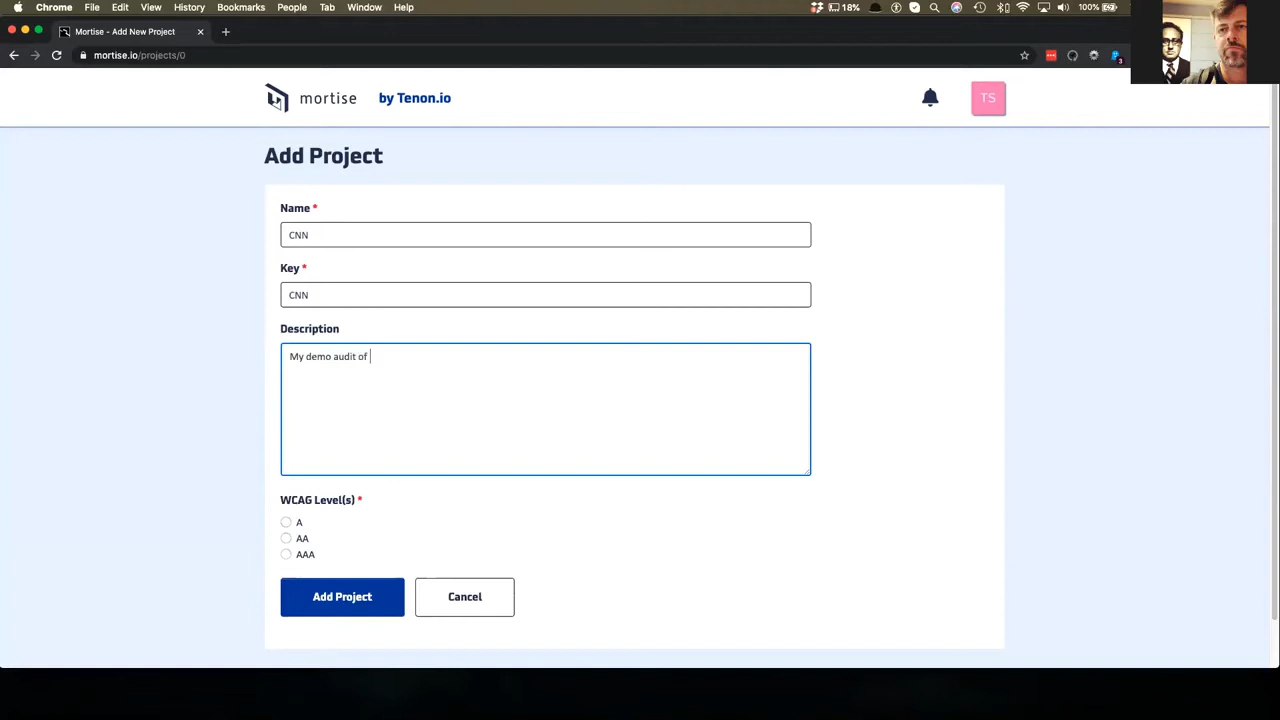 Chrome File Edit View History Bookmarks People Tab Window Help 18% 100%
Mortise - Add New Project
mortise.io/projects/0
3
mortise by Tenon.io
TS
Add Project
Name *
CNN
Key *
CNN
Description
My demo audit of
WCAG Level(s) *
A
AA
AAA
Add Project Cancel